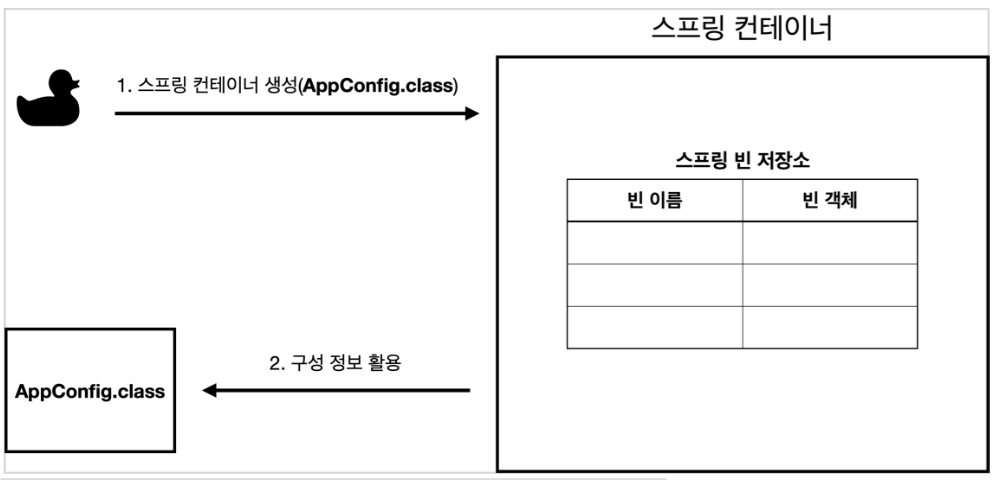 스프링 컨테이너
1. 스프링 컨테이너 생성(AppConfig.class)
스프링 빈 저장소
빈 이름 빈 객체
2. 구성 정보 활용
AppConfig.class